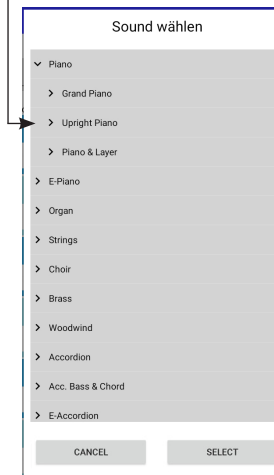 Sound wählen
Piano
Grand Piano
Upright Piano
Piano & Layer
E-Piano
Organ
Strings
Choir
Brass
Woodwind
Accordion
Acc. Bass & Chord
E-Accordion
CANCEL SELECT